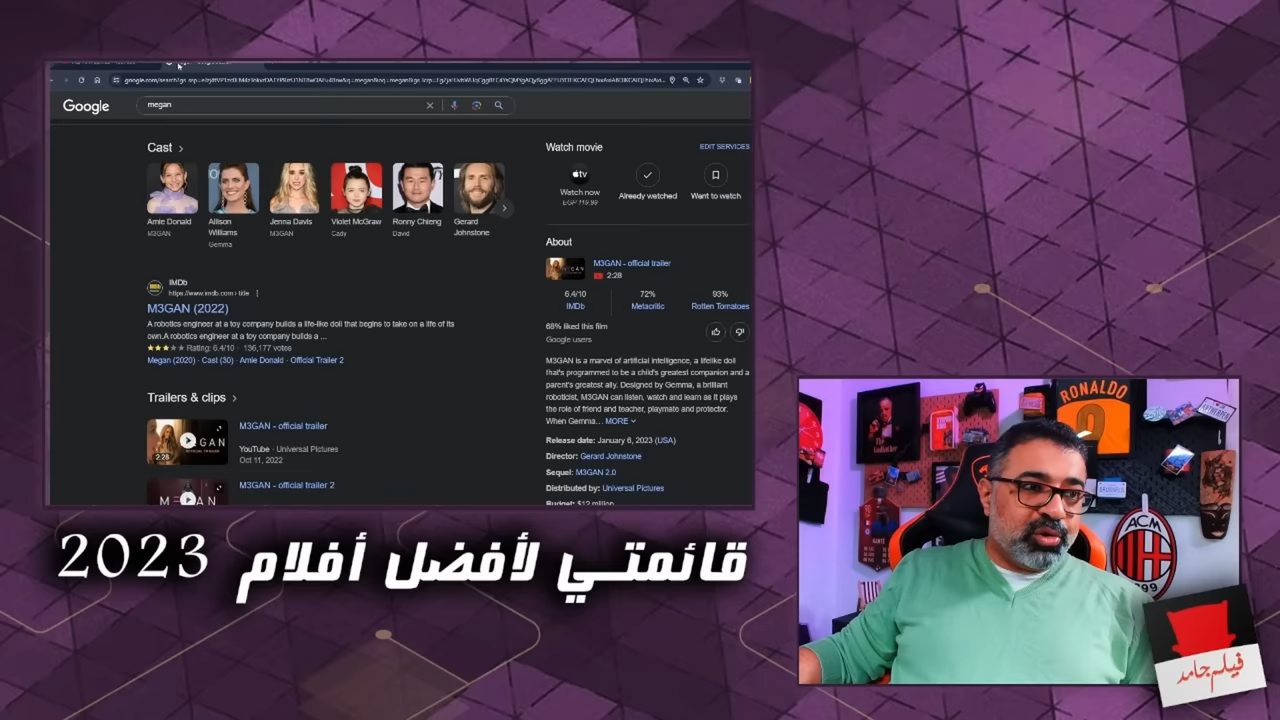 Google
megan
Cast
Amie Donald
M3GAN
Allison Williams
Gemma
Jenna Davis
M3GAN
Violet McGraw
Cady
Ronny Chieng
David
Gerard Johnstone
IMDb
https://www.imdb.com › title
M3GAN (2022)
A robotics engineer at a toy company builds a life-like doll that begins to take on a life of its
own.A robotics engineer at a toy company builds a ...
Rating: 6.4/10 · 136,177 votes
Megan (2020) · Cast (30) · Amie Donald · Official Trailer 2
Trailers & clips
M3GAN - official trailer
YouTube · Universal Pictures
Oct 11, 2022
2:28
M3GAN - official trailer 2
Watch movie
EDIT SERVICES
tv
Watch now
Already watched
Want to watch
About
M3GAN - official trailer
2:28
6.4/10
IMDb
72%
Metacritic
93%
Rotten Tomatoes
68% liked this film
Google users
M3GAN is a marvel of artificial intelligence, a lifelike doll
that's programmed to be a child's greatest companion and a
parent's greatest ally. Designed by Gemma, a brilliant
roboticist, M3GAN can listen, watch and learn as it plays
the role of friend and teacher, playmate and protector.
When Gemma... MORE
Release date: January 6, 2023 (USA)
Director: Gerard Johnstone
Sequel: M3GAN 2.0
Distributed by: Universal Pictures
Budget: $12 million
قائمتي لأفضل أفلام 2023
The Godfather
RONALDO
9
ACM
1899
فيلم جامد